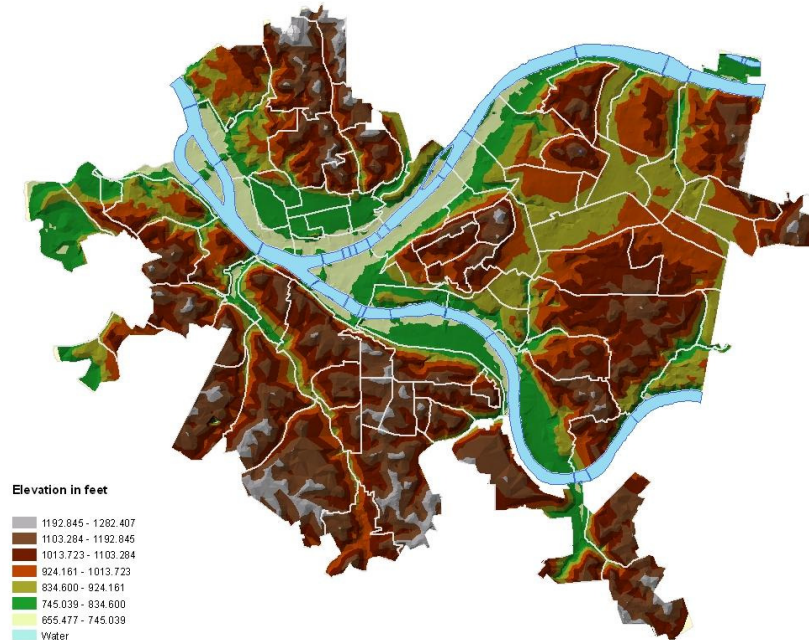 Elevation in feet
1192.845 - 1282.407
1103.284 - 1192.845
1013.723 - 1103.284
924.161 - 1013.723
834.600 - 924.161
745.039 - 834.600
655.477 - 745.039
Water